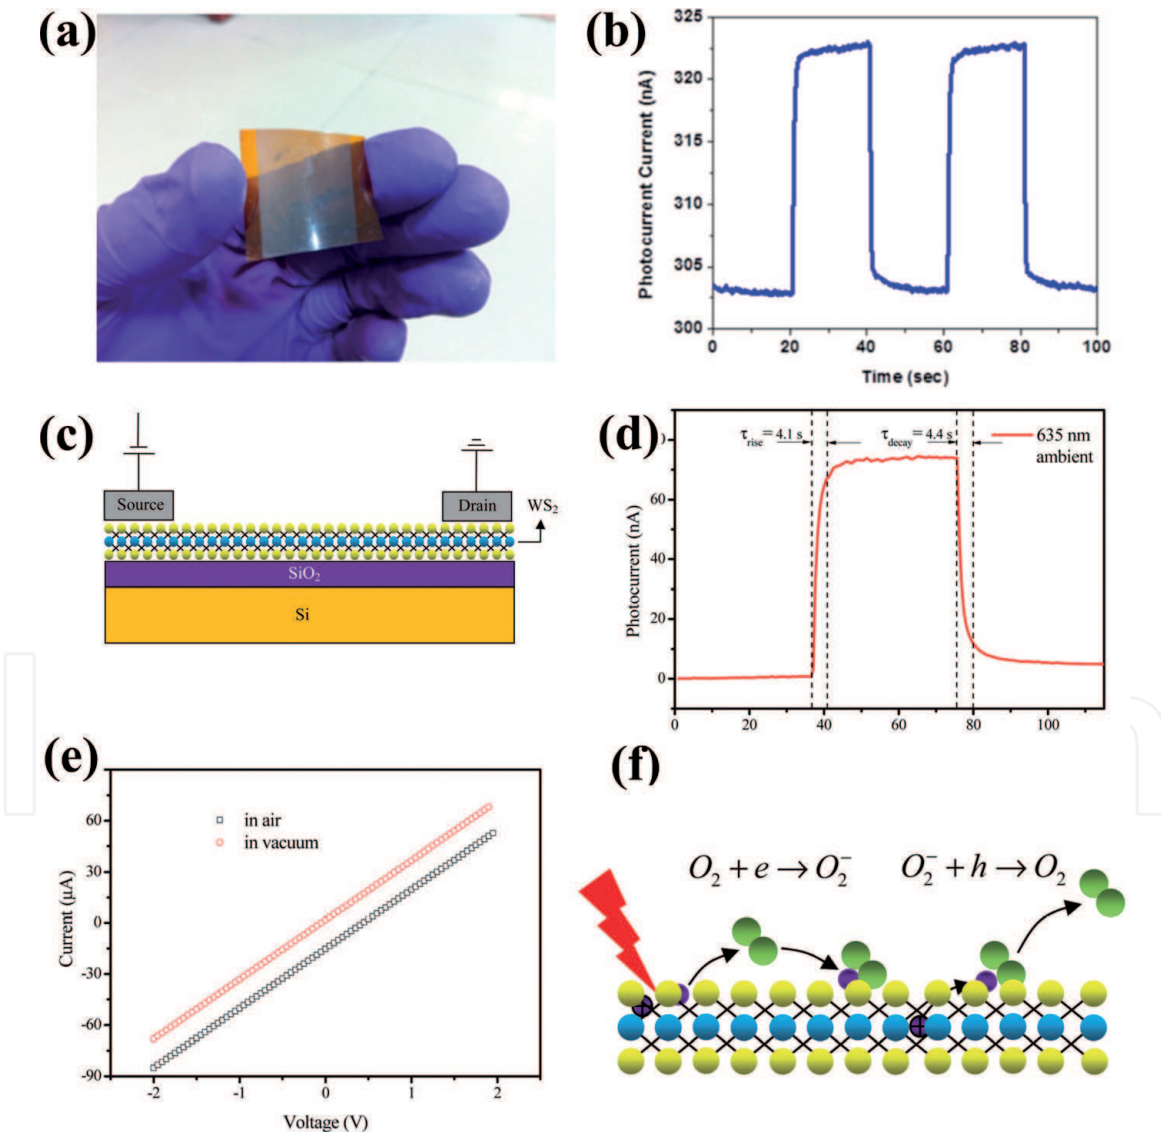 (a)
(b)
325
320
315
310
305
300
Photocurrent Current (nA)
0 20 40 60 80 100
Time (sec)
(c)
Source
Drain
WS₂
SiO₂
Si
(d)
τrise = 4.1 s
τdecay = 4.4 s
635 nm
ambient
60
40
20
0
Photocurrent (nA)
0 20 40 60 80 100
(e)
in air
in vacuum
60
30
0
-30
-60
-90
Current (µA)
-2 -1 0 1 2
Voltage (V)
(f)
O₂ + e → O₂⁻
O₂⁻ + h → O₂